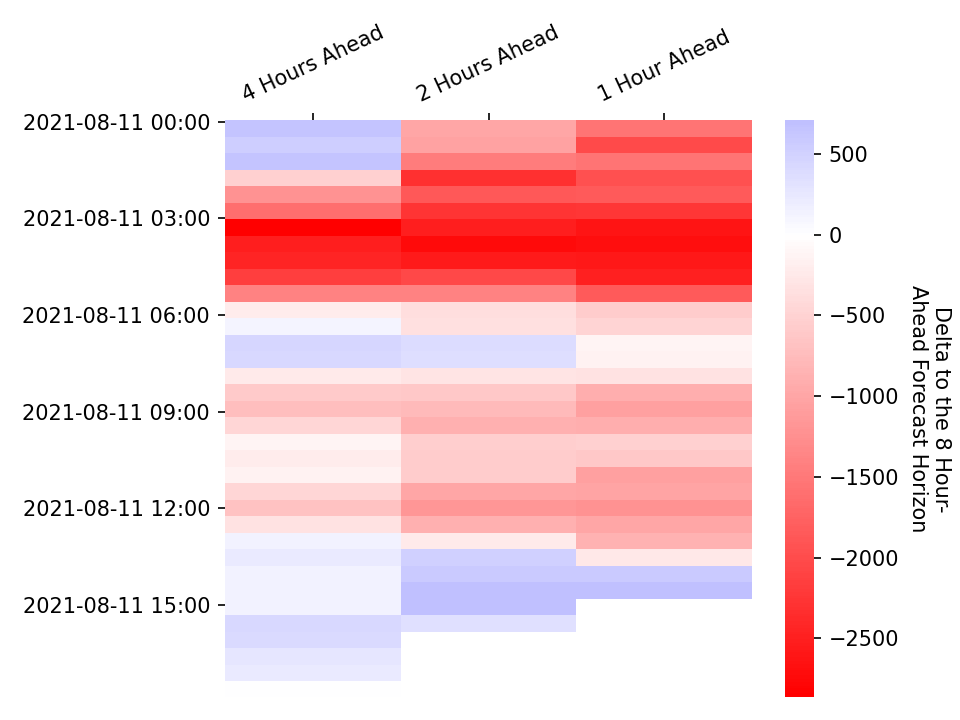 4 Hours Ahead
2 Hours Ahead
1 Hour Ahead
2021-08-11 00:00
2021-08-11 03:00
2021-08-11 06:00
2021-08-11 09:00
2021-08-11 12:00
2021-08-11 15:00
500
0
−500
−1000
−1500
−2000
−2500
Delta to the 8 Hour-
Ahead Forecast Horizon